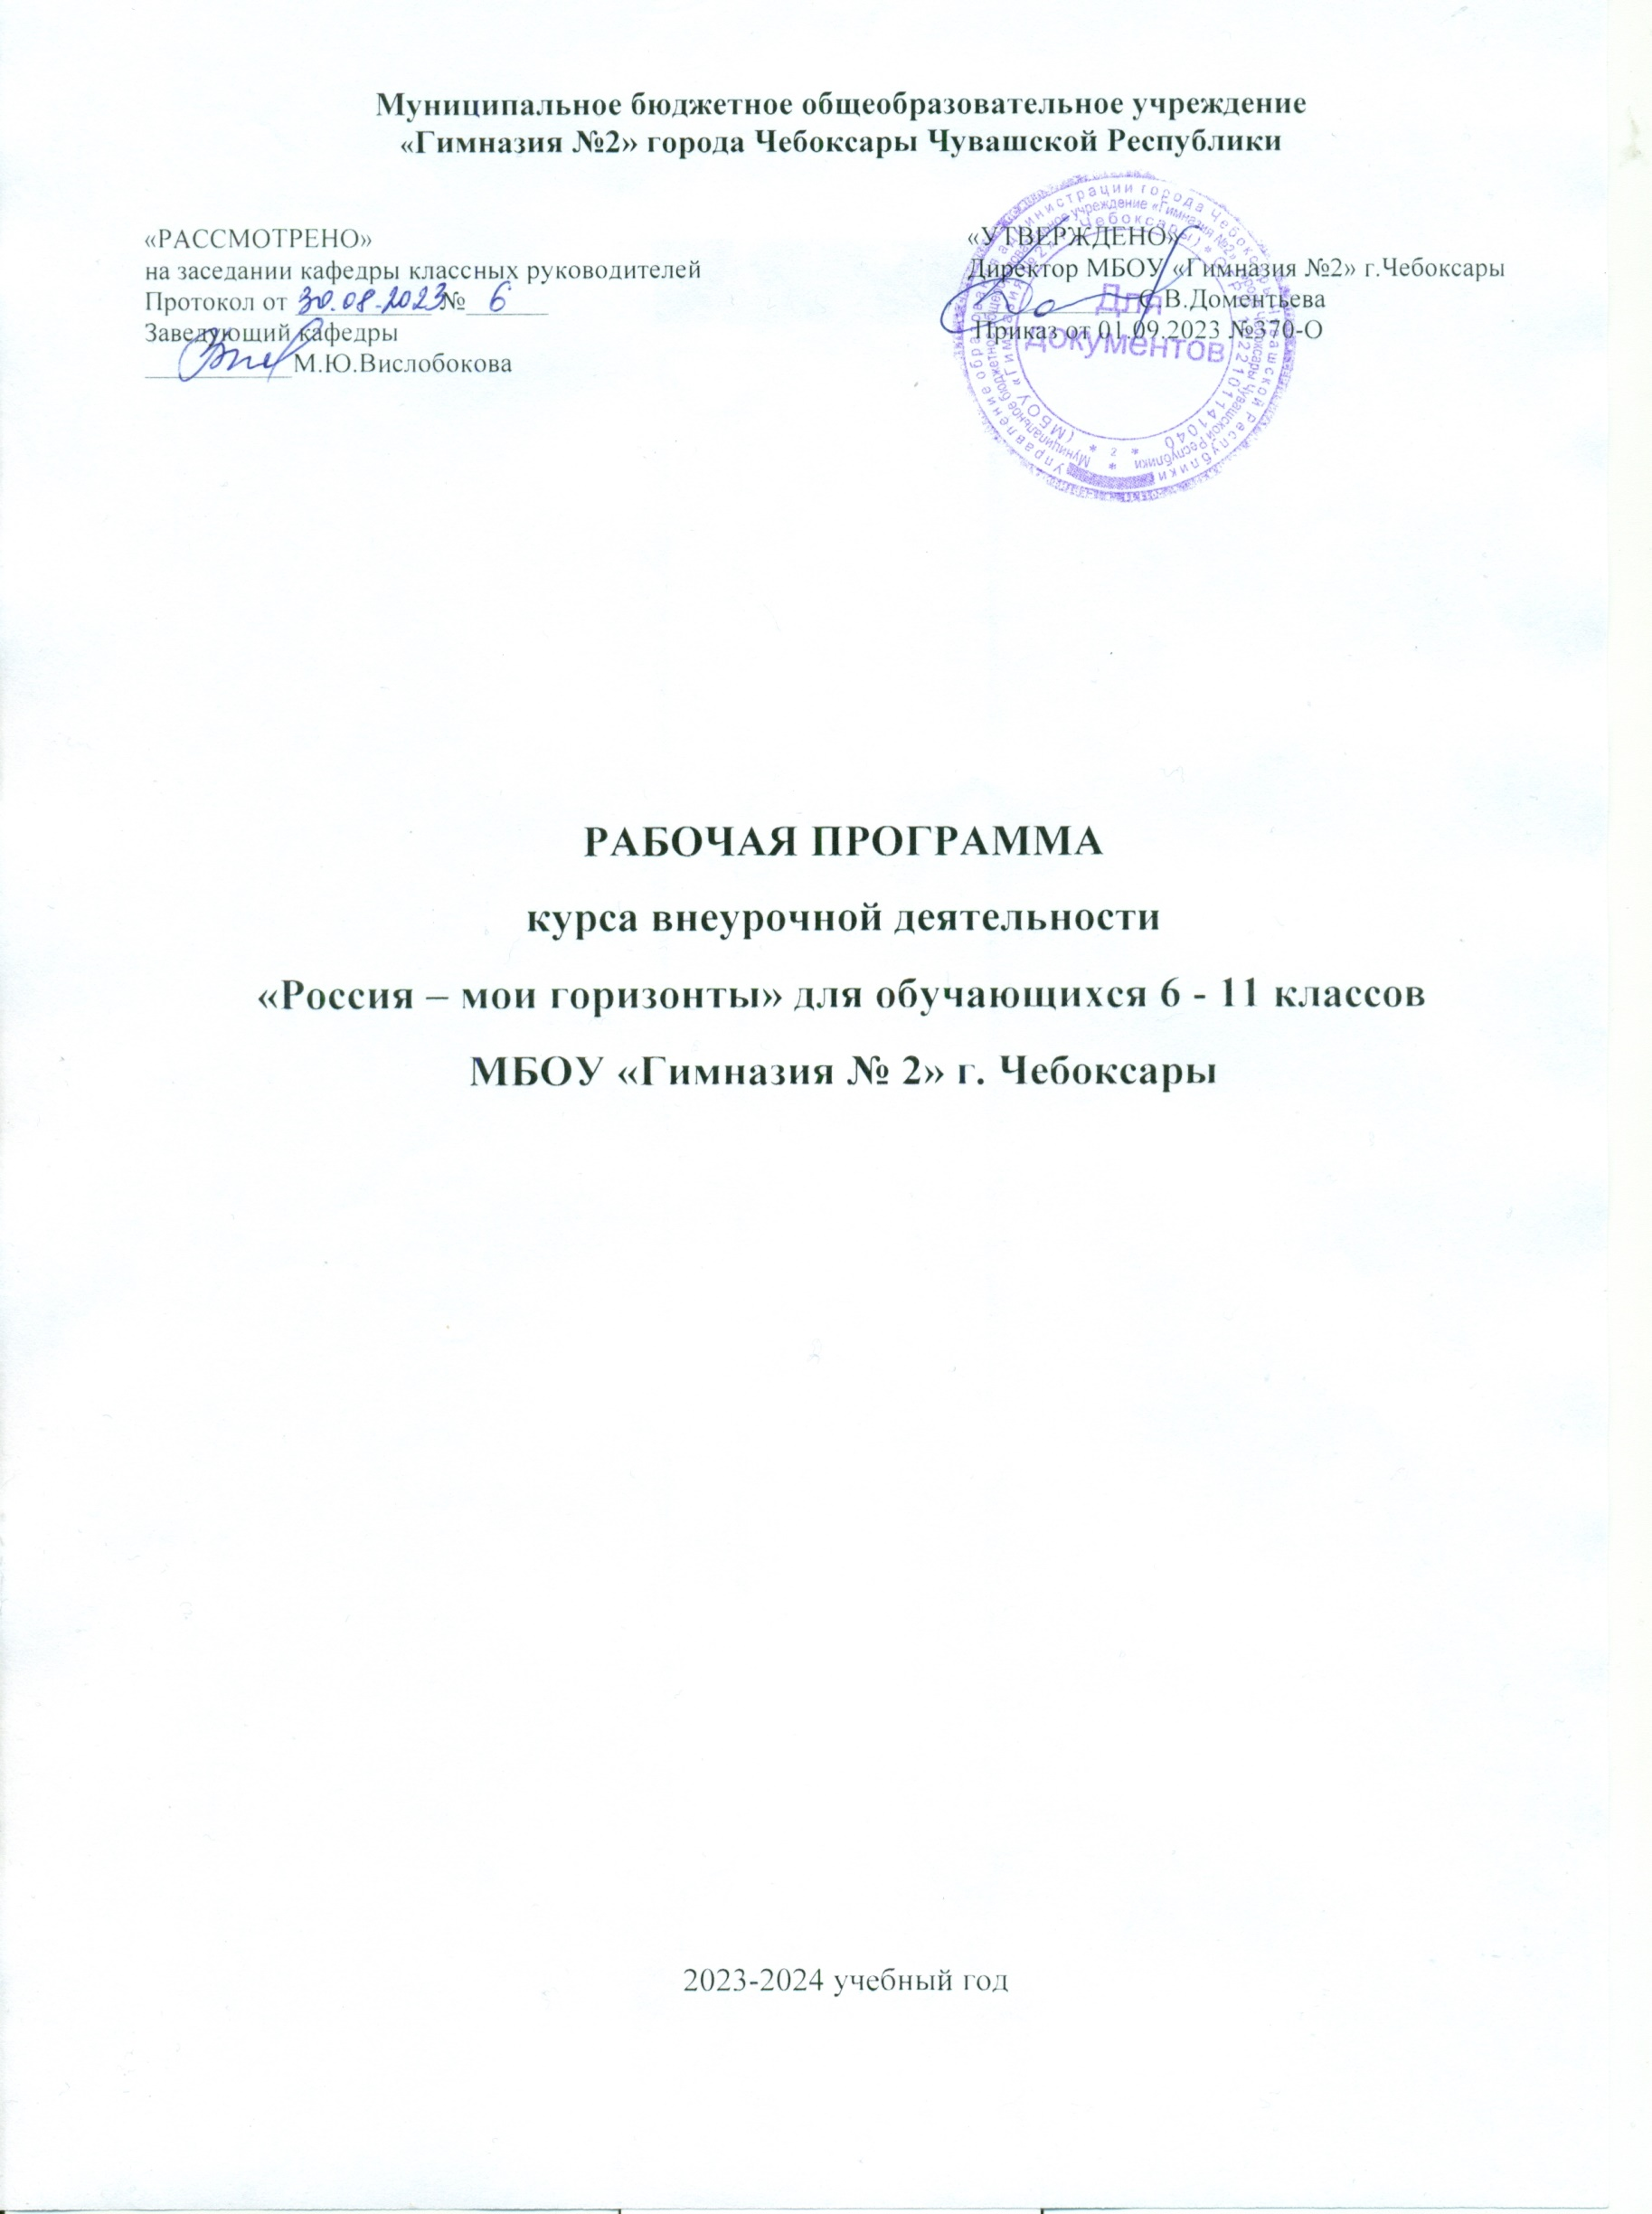 Муниципальное бюджетное общеобразовательное учреждение
«Гимназия №2» города Чебоксары Чувашской Республики
«РАССМОТРЕНО»
на заседании кафедры классных руководителей
Протокол от 30.08.2023 № 6
Заведующий кафедры
М.Ю.Вислобокова
«УТВЕРЖДЕНО»
Директор МБОУ «Гимназия №2» г.Чебоксары
С.В.Доментьева
Приказ от 01.09.2023 №370-О
Для
документов
РАБОЧАЯ ПРОГРАММА
курса внеурочной деятельности
«Россия – мои горизонты» для обучающихся 6 - 11 классов
МБОУ «Гимназия № 2» г. Чебоксары
2023-2024 учебный год